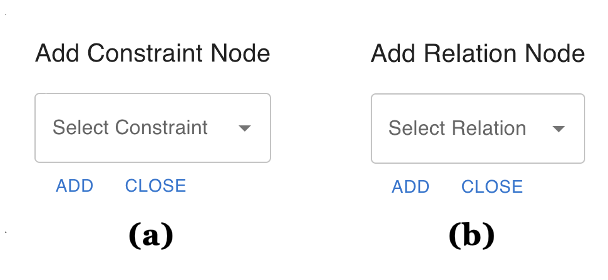 Add Constraint Node
Select Constraint
ADD CLOSE
(a)
Add Relation Node
Select Relation
ADD CLOSE
(b)